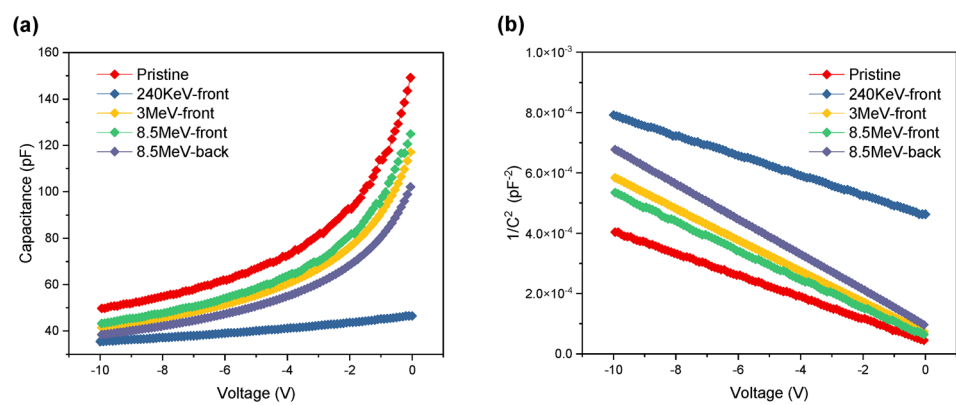 (a)
160
140
120
100
80
60
40
Capacitance (pF)
Pristine
240KeV-front
3MeV-front
8.5MeV-front
8.5MeV-back
-10 -8 -6 -4 -2 0
Voltage (V)
(b)
1.0×10⁻³
8.0×10⁻⁴
6.0×10⁻⁴
4.0×10⁻⁴
2.0×10⁻⁴
0.0
1/C² (pF⁻²)
Pristine
240KeV-front
3MeV-front
8.5MeV-front
8.5MeV-back
-10 -8 -6 -4 -2 0
Voltage (V)